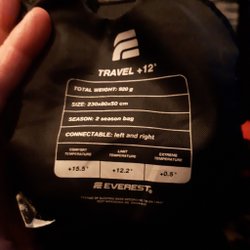 TRAVEL +12°
TOTAL WEIGHT: 920 g
SIZE: 230x80x50 cm
SEASON: 2 season bag
CONNECTABLE: left and right
COMFORT TEMPERATURE
LIMIT TEMPERATURE
EXTREME TEMPERATURE
+15.5° +12.2° +0.5°
EVEREST